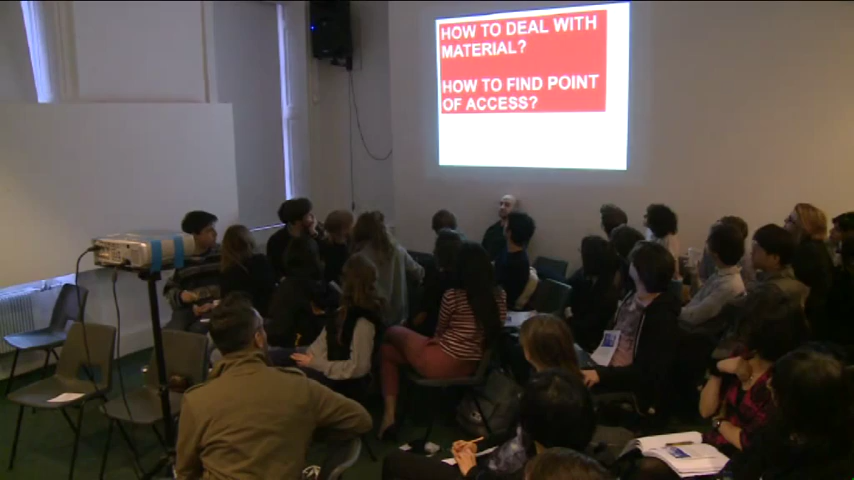 HOW TO DEAL WITH
MATERIAL?
HOW TO FIND POINT
OF ACCESS?